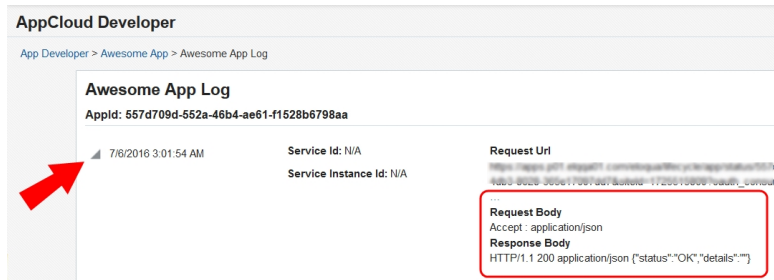 AppCloud Developer
App Developer > Awesome App > Awesome App Log
Awesome App Log
AppId: 557d709d-552a-46b4-ae61-f1528b6798aa
7/6/2016 3:01:54 AM
Service Id: N/A
Service Instance Id: N/A
Request Url
...
Request Body
Accept : application/json
Response Body
HTTP/1.1 200 application/json {"status":"OK","details":""}